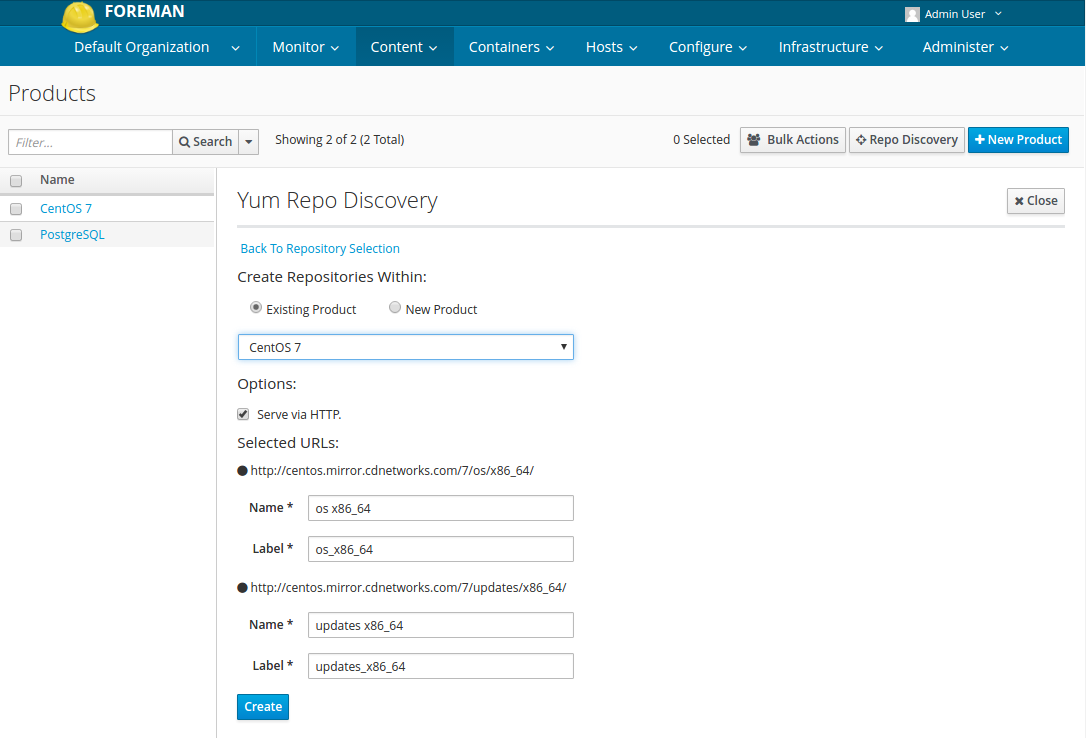 FOREMAN
Admin User
Default Organization Monitor Content Containers Hosts Configure Infrastructure Administer
Products
Filter... Search Showing 2 of 2 (2 Total) 0 Selected Bulk Actions Repo Discovery New Product
Name
CentOS 7
PostgreSQL
Yum Repo Discovery
Close
Back To Repository Selection
Create Repositories Within:
Existing Product New Product
CentOS 7
Options:
Serve via HTTP.
Selected URLs:
http://centos.mirror.cdnetworks.com/7/os/x86_64/
Name * os x86_64
Label * os_x86_64
http://centos.mirror.cdnetworks.com/7/updates/x86_64/
Name * updates x86_64
Label * updates_x86_64
Create